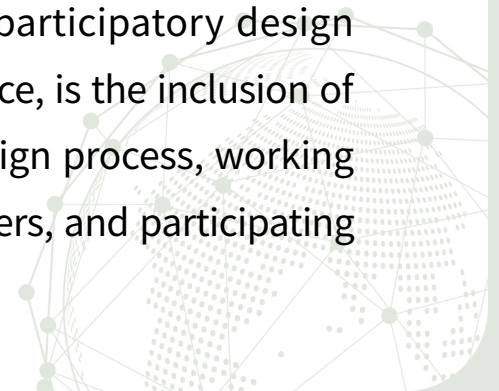 participatory design
ce, is the inclusion of
ign process, working
ers, and participating